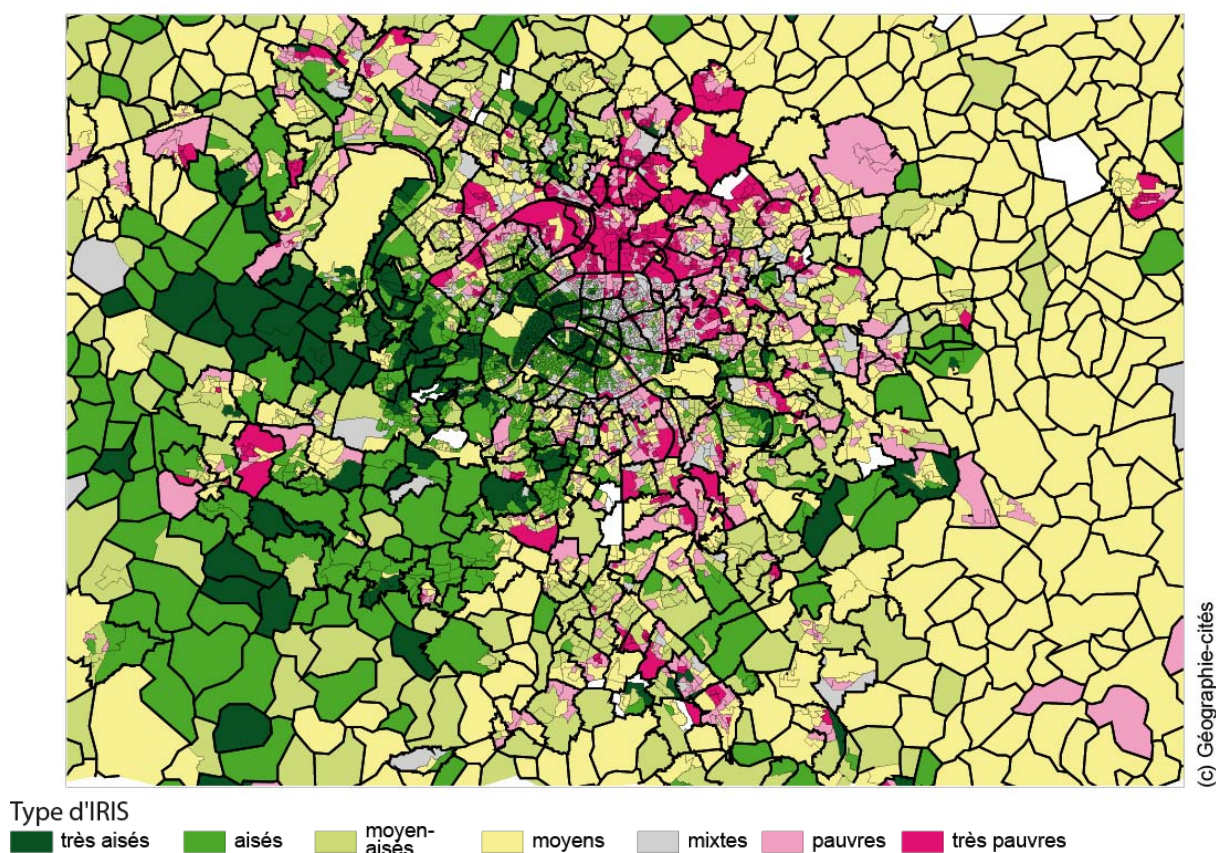 (c) Géographie-cités
Type d'IRIS
très aisés
aisés
moyen-
aisés
moyens
mixtes
pauvres
très pauvres